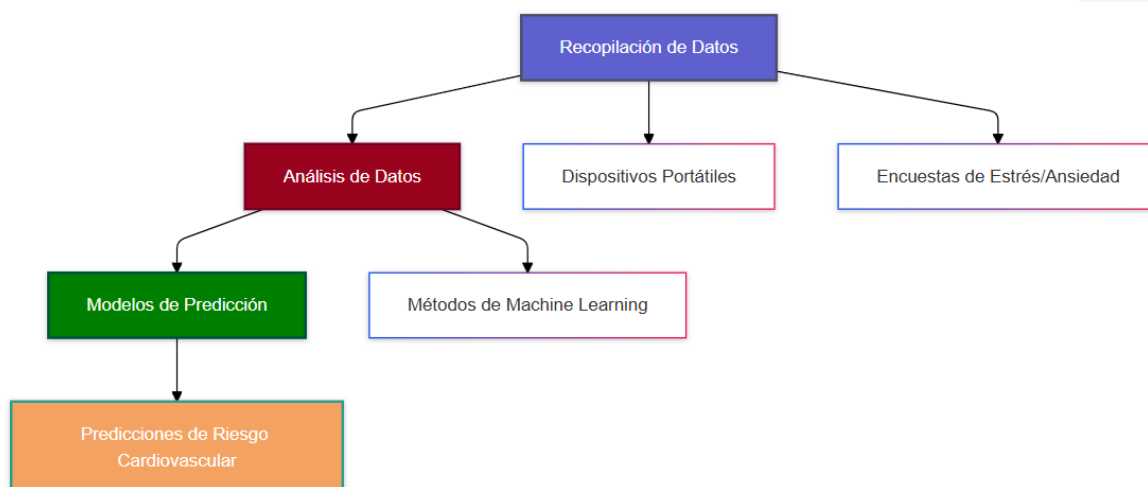 Recopilación de Datos
Análisis de Datos
Dispositivos Portátiles
Encuestas de Estrés/Ansiedad
Modelos de Predicción
Métodos de Machine Learning
Predicciones de Riesgo
Cardiovascular